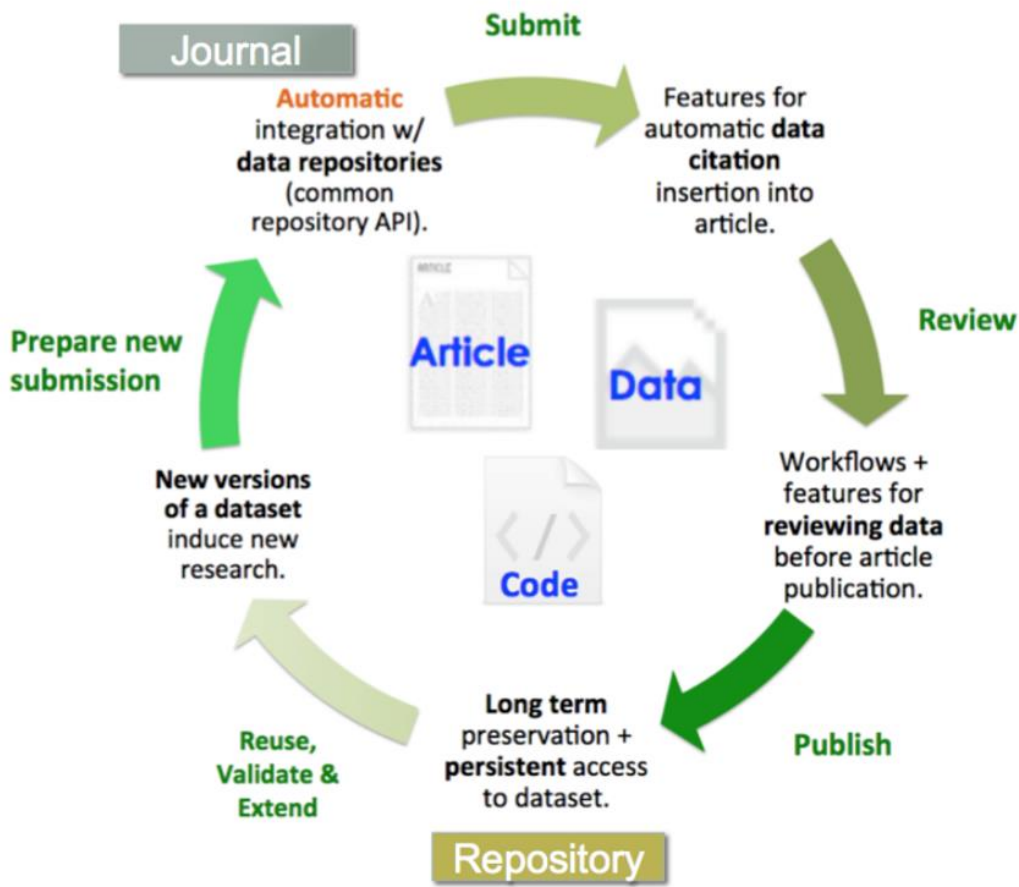 Journal
Submit
Automatic
integration w/
data repositories
(common
repository API).
Features for
automatic data
citation
insertion into
article.
Review
Workflows +
features for
reviewing data
before article
publication.
Publish
Long term
preservation +
persistent access
to dataset.
Repository
Reuse,
Validate &
Extend
New versions
of a dataset
induce new
research.
Prepare new
submission
ARTICLE
A
Article
Data
</>
Code